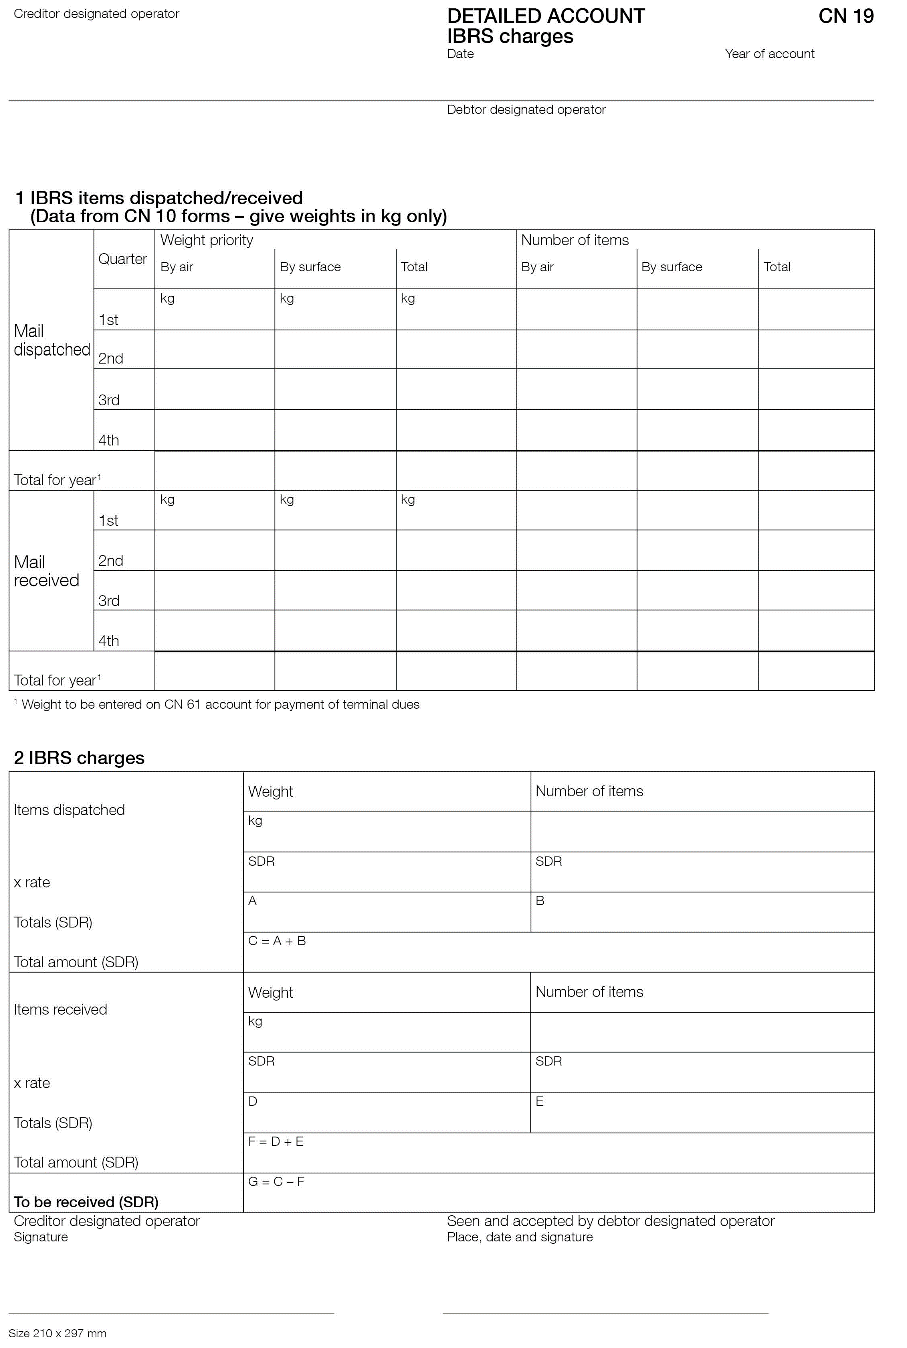 Creditor designated operator
DETAILED ACCOUNT CN 19
IBRS charges
Date Year of account
Debtor designated operator
1 IBRS items dispatched/received
(Data from CN 10 forms – give weights in kg only)
Quarter Weight priority Number of items
By air By surface Total By air By surface Total
Mail dispatched
kg kg kg
1st
2nd
3rd
4th
Total for year¹
Mail received
kg kg kg
1st
2nd
3rd
4th
Total for year¹
¹ Weight to be entered on CN 61 account for payment of terminal dues
2 IBRS charges
Items dispatched Weight Number of items
kg
x rate SDR SDR
Totals (SDR) A B
Total amount (SDR) C = A + B
Items received Weight Number of items
kg
x rate SDR SDR
Totals (SDR) D E
Total amount (SDR) F = D + E
To be received (SDR) G = C – F
Creditor designated operator Seen and accepted by debtor designated operator
Signature Place, date and signature
Size 210 x 297 mm